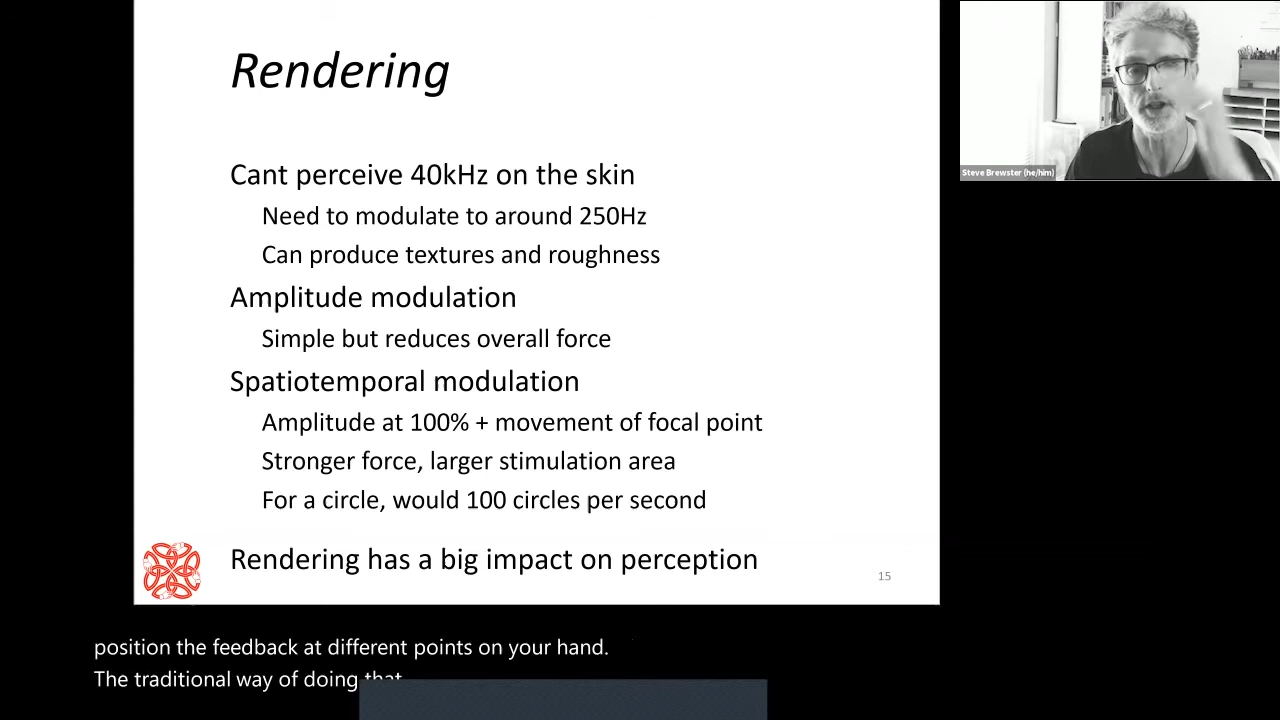 Rendering
Cant perceive 40kHz on the skin
Need to modulate to around 250Hz
Can produce textures and roughness
Amplitude modulation
Simple but reduces overall force
Spatiotemporal modulation
Amplitude at 100% + movement of focal point
Stronger force, larger stimulation area
For a circle, would 100 circles per second
Rendering has a big impact on perception
15
Steve Brewster (he/him)
position the feedback at different points on your hand.
The traditional way of doing that